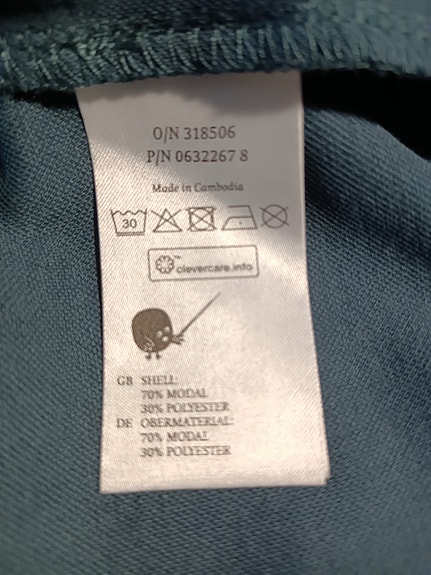 O/N 318506
P/N 0632267 8
Made in Cambodia
30
clevercare.info
GB SHELL:
70% MODAL
30% POLYESTER
DE OBERMATERIAL:
70% MODAL
30% POLYESTER